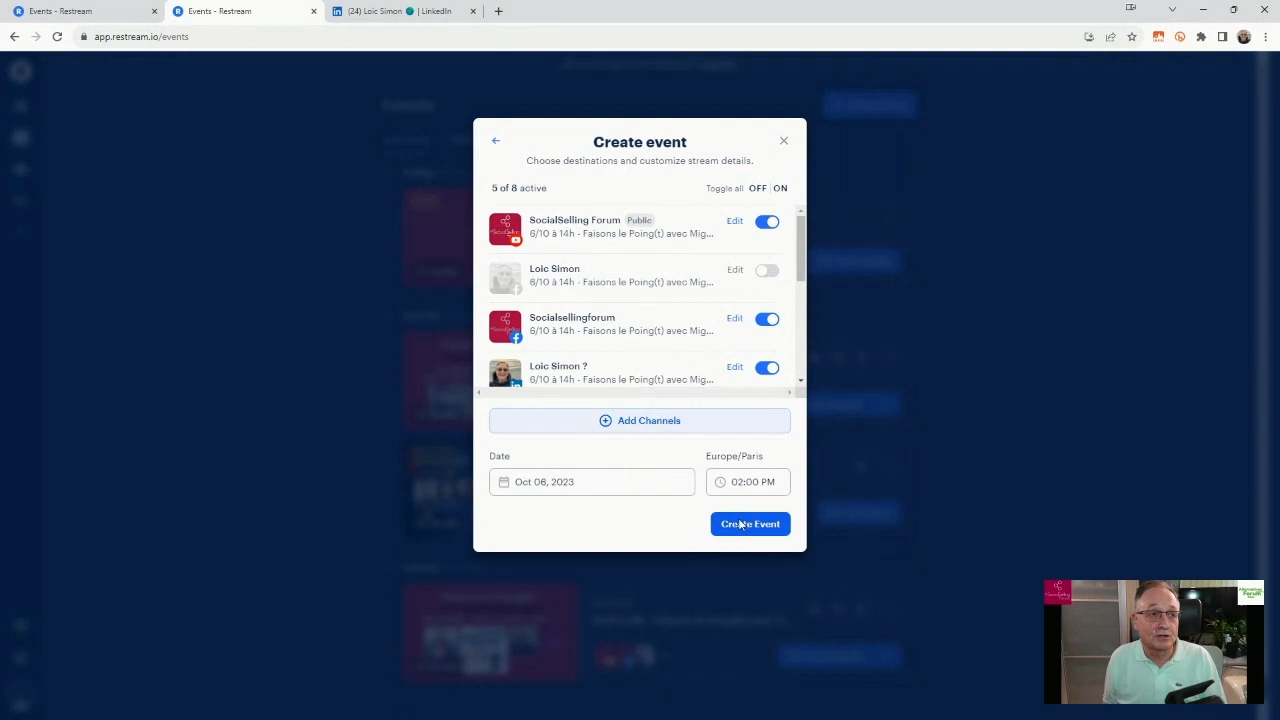 Events - Restream
Events - Restream
(24) Loic Simon | LinkedIn
app.restream.io/events
Create event
Choose destinations and customize stream details.
5 of 8 active
Toggle all OFF ON
SocialSelling Forum Public
6/10 à 14h - Faisons le Poing(t) avec Mig...
Edit
Loic Simon
6/10 à 14h - Faisons le Poing(t) avec Mig...
Edit
Socialsellingforum
6/10 à 14h - Faisons le Poing(t) avec Mig...
Edit
Loic Simon ?
6/10 à 14h - Faisons le Poing(t) avec Mig...
Edit
Add Channels
Date
Europe/Paris
Oct 06, 2023
02:00 PM
Create Event